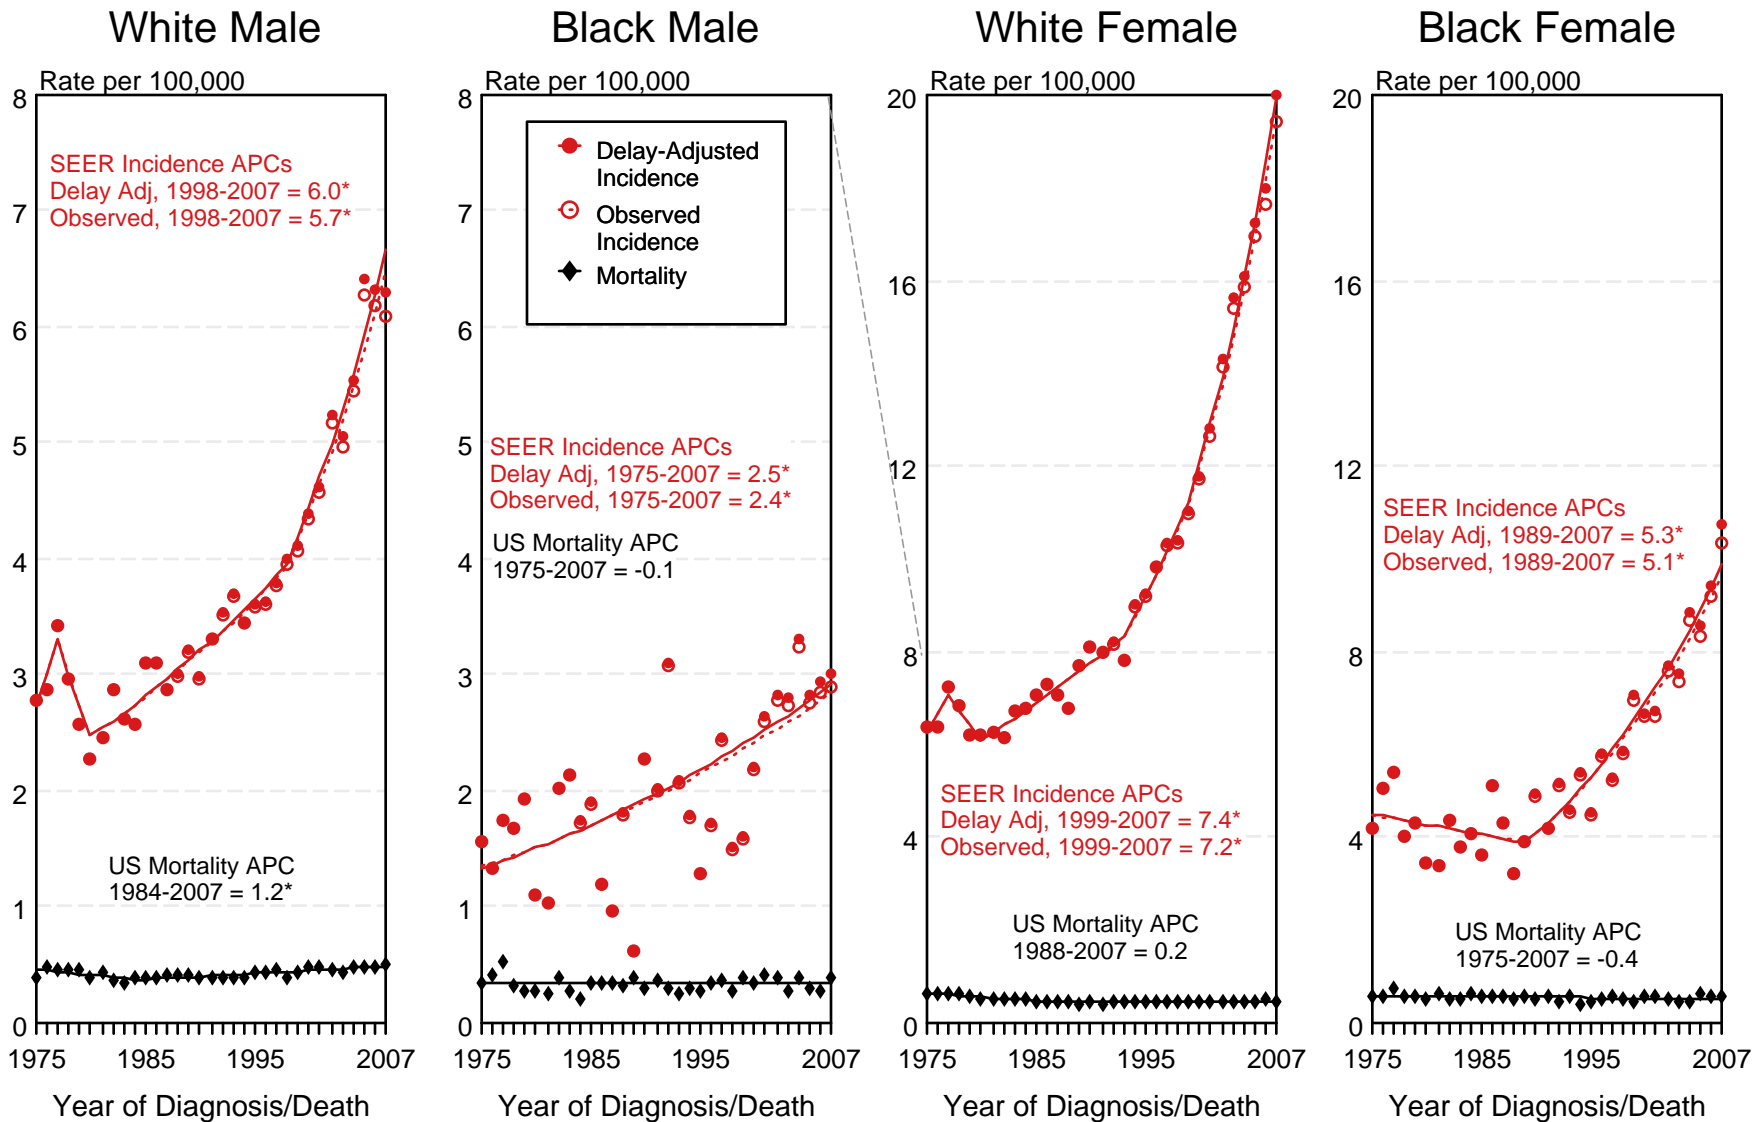 White Male
Rate per 100,000
8
7
6
5
4
3
2
1
0
SEER Incidence APCs
Delay Adj, 1998-2007 = 6.0*
Observed, 1998-2007 = 5.7*
US Mortality APC
1984-2007 = 1.2*
1975
1985
1995
2007
Year of Diagnosis/Death
Black Male
Rate per 100,000
8
7
6
5
4
3
2
1
0
Delay-Adjusted
Incidence
Observed
Incidence
Mortality
SEER Incidence APCs
Delay Adj, 1975-2007 = 2.5*
Observed, 1975-2007 = 2.4*
US Mortality APC
1975-2007 = -0.1
1975
1985
1995
2007
Year of Diagnosis/Death
White Female
Rate per 100,000
20
16
12
8
4
0
SEER Incidence APCs
Delay Adj, 1999-2007 = 7.4*
Observed, 1999-2007 = 7.2*
US Mortality APC
1988-2007 = 0.2
1975
1985
1995
2007
Year of Diagnosis/Death
Black Female
Rate per 100,000
20
16
12
8
4
0
SEER Incidence APCs
Delay Adj, 1989-2007 = 5.3*
Observed, 1989-2007 = 5.1*
US Mortality APC
1975-2007 = -0.4
1975
1985
1995
2007
Year of Diagnosis/Death